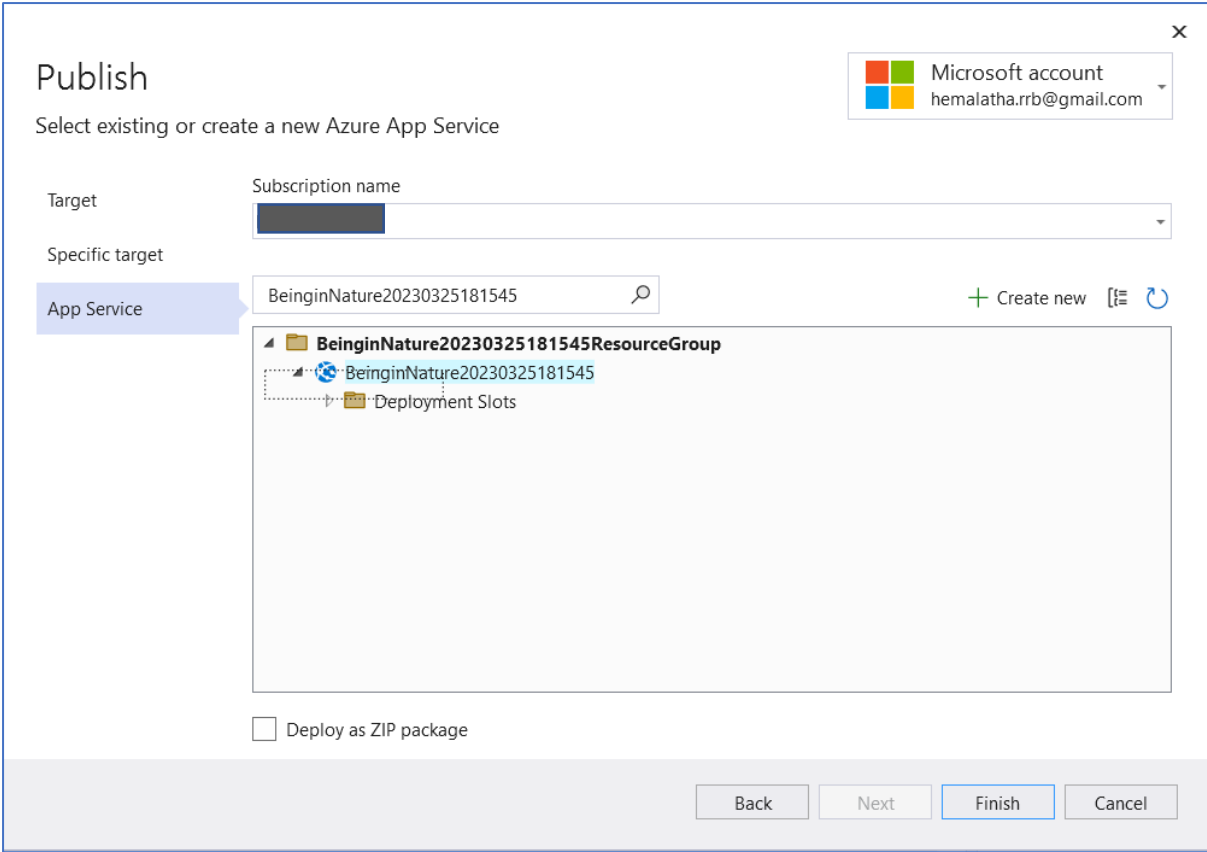 Publish
Microsoft account
hemalatha.rrb@gmail.com
Select existing or create a new Azure App Service
Target
Specific target
App Service
Subscription name
BeinginNature20230325181545
Create new
BeinginNature20230325181545ResourceGroup
BeinginNature20230325181545
Deployment Slots
Deploy as ZIP package
Back
Next
Finish
Cancel